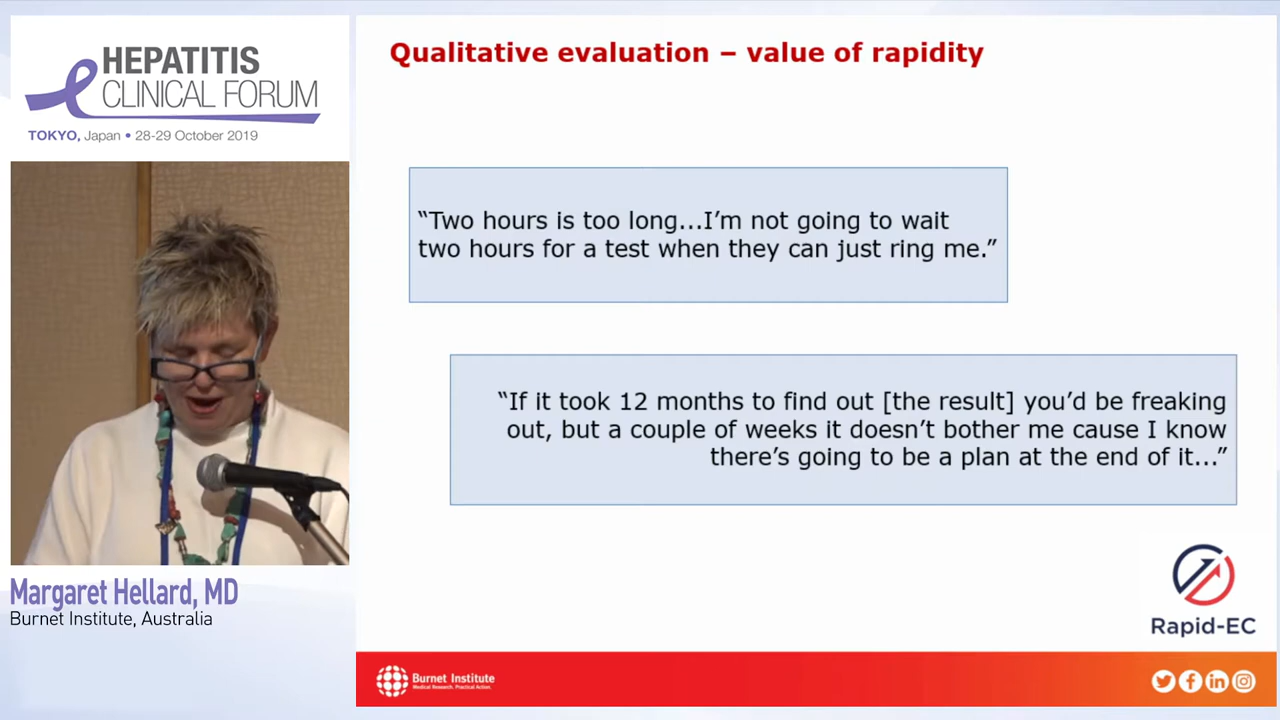 HEPATITIS
CLINICAL FORUM
TOKYO, Japan • 28-29 October 2019
Margaret Hellard, MD
Burnet Institute, Australia
Qualitative evaluation – value of rapidity
“Two hours is too long...I’m not going to wait
two hours for a test when they can just ring me.”
“If it took 12 months to find out [the result] you’d be freaking
out, but a couple of weeks it doesn’t bother me cause I know
there’s going to be a plan at the end of it...”
Rapid-EC
Burnet Institute
Medical Research. Practical Action.